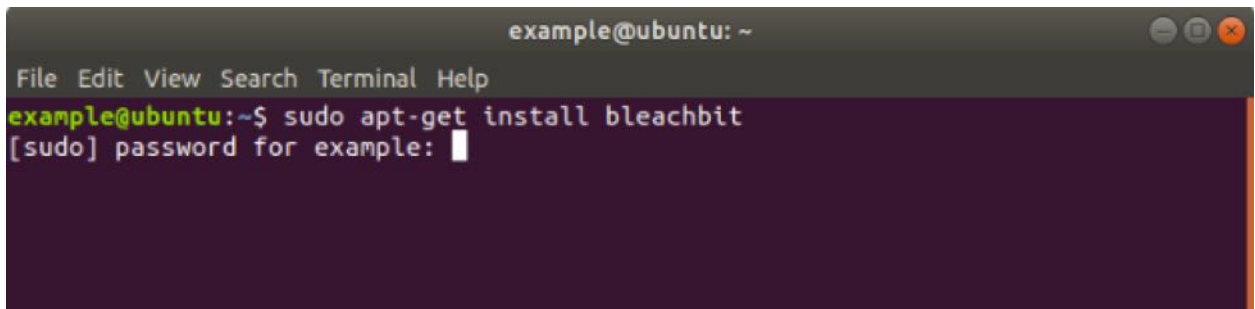 example@ubuntu: ~
File Edit View Search Terminal Help
example@ubuntu:~$ sudo apt-get install bleachbit
[sudo] password for example: